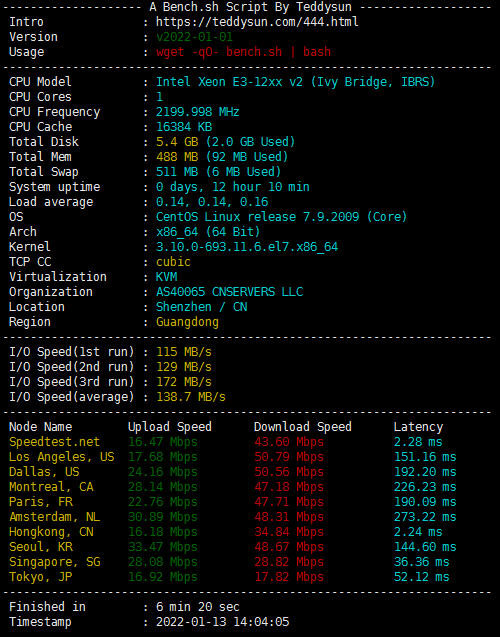 -------------------- A Bench.sh Script By Teddysun -------------------
 Intro              : https://teddysun.com/444.html
 Version            : v2022-01-01
 Usage              : wget -qO- bench.sh | bash
----------------------------------------------------------------------
 CPU Model          : Intel Xeon E3-12xx v2 (Ivy Bridge, IBRS)
 CPU Cores          : 1
 CPU Frequency      : 2199.998 MHz
 CPU Cache          : 16384 KB
 Total Disk         : 5.4 GB (2.0 GB Used)
 Total Mem          : 488 MB (92 MB Used)
 Total Swap         : 511 MB (6 MB Used)
 System uptime      : 0 days, 12 hour 10 min
 Load average       : 0.14, 0.14, 0.16
 OS                 : CentOS Linux release 7.9.2009 (Core)
 Arch               : x86_64 (64 Bit)
 Kernel             : 3.10.0-693.11.6.el7.x86_64
 TCP CC             : cubic
 Virtualization     : KVM
 Organization       : AS40065 CNSERVERS LLC
 Location           : Shenzhen / CN
 Region             : Guangdong
----------------------------------------------------------------------
 I/O Speed(1st run) : 115 MB/s
 I/O Speed(2nd run) : 129 MB/s
 I/O Speed(3rd run) : 172 MB/s
 I/O Speed(average) : 138.7 MB/s
----------------------------------------------------------------------
 Node Name        Upload Speed      Download Speed      Latency
 Speedtest.net    16.47 Mbps        43.60 Mbps          2.28 ms
 Los Angeles, US  17.68 Mbps        50.79 Mbps          151.16 ms
 Dallas, US       24.16 Mbps        50.56 Mbps          192.20 ms
 Montreal, CA     28.14 Mbps        47.18 Mbps          226.23 ms
 Paris, FR        22.76 Mbps        47.71 Mbps          190.09 ms
 Amsterdam, NL    30.89 Mbps        48.31 Mbps          273.22 ms
 Hongkong, CN     16.18 Mbps        34.84 Mbps          2.24 ms
 Seoul, KR        33.47 Mbps        48.67 Mbps          144.60 ms
 Singapore, SG    28.08 Mbps        28.82 Mbps          36.36 ms
 Tokyo, JP        16.92 Mbps        17.82 Mbps          52.12 ms
----------------------------------------------------------------------
 Finished in        : 6 min 20 sec
 Timestamp          : 2022-01-13 14:04:05
----------------------------------------------------------------------